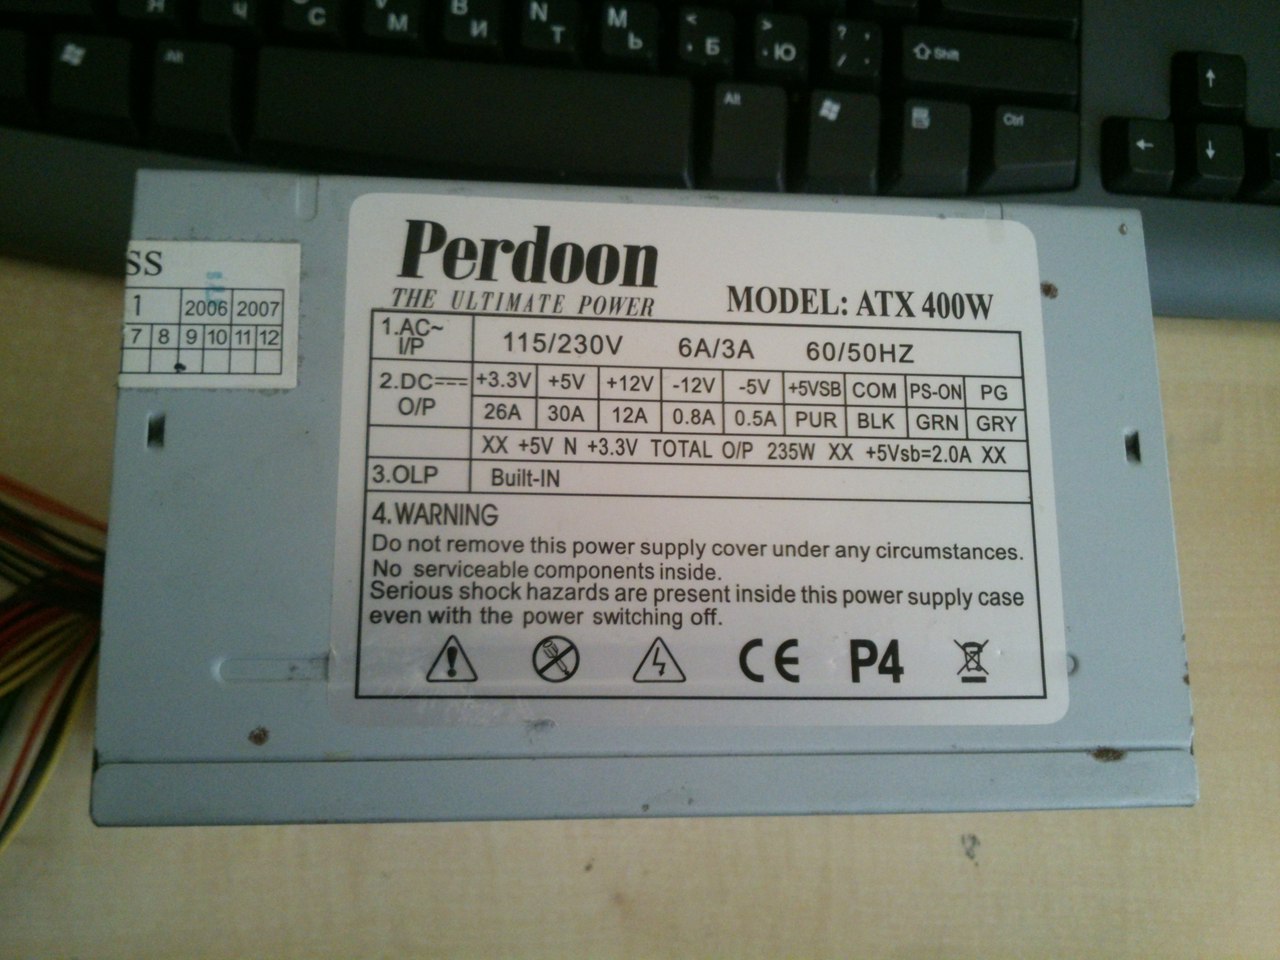 Я Ч С М В И N Т М Ь < , Б > . Ю ? , / .
Alt Shift
Alt Ctrl
Perdoon
THE ULTIMATE POWER
MODEL: ATX 400W
SS
1 2006 2007
7 8 9 10 11 12
1.AC~ I/P 115/230V 6A/3A 60/50HZ
2.DC O/P +3.3V +5V +12V -12V -5V +5VSB COM PS-ON PG
26A 30A 12A 0.8A 0.5A PUR BLK GRN GRY
XX +5V N +3.3V TOTAL O/P 235W XX +5Vsb=2.0A XX
3.OLP Built-IN
4.WARNING
Do not remove this power supply cover under any circumstances.
No serviceable components inside.
Serious shock hazards are present inside this power supply case
even with the power switching off.
CE P4